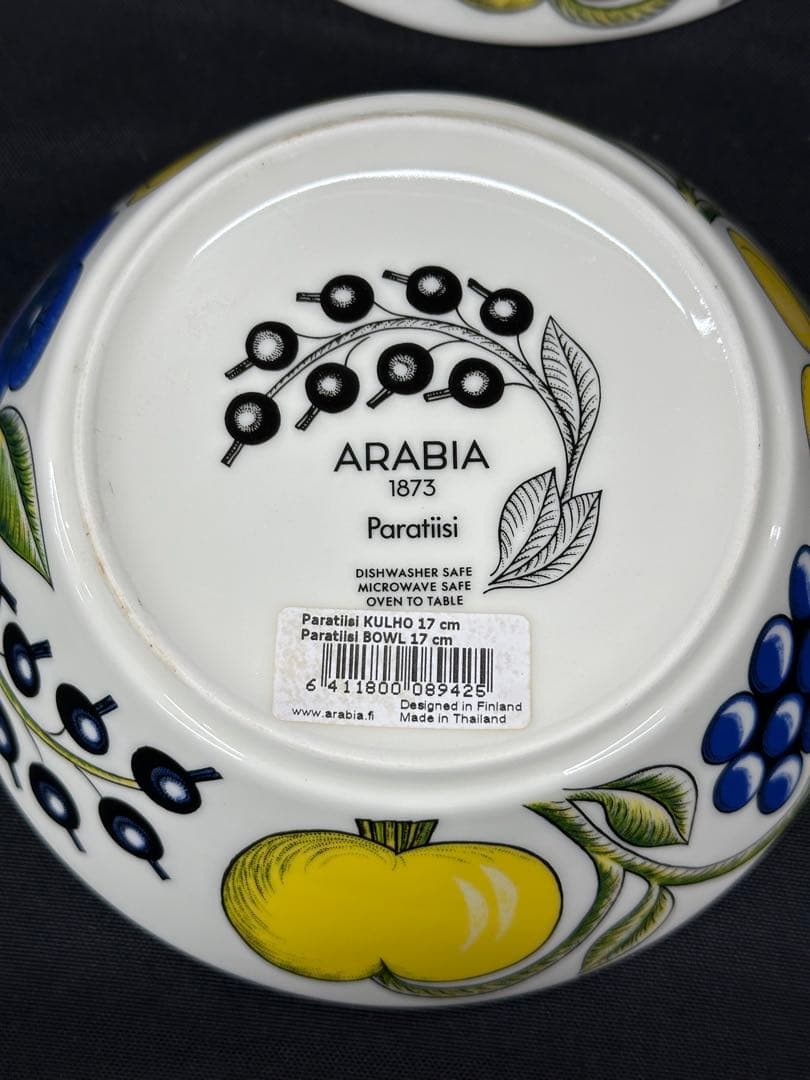 ARABIA
1873
Paratiisi
DISHWASHER SAFE
MICROWAVE SAFE
OVEN TO TABLE
Paratiisi KULHO 17 cm
Paratiisi BOWL 17 cm
6 411800 089425
Designed in Finland
www.arabia.fi Made in Thailand